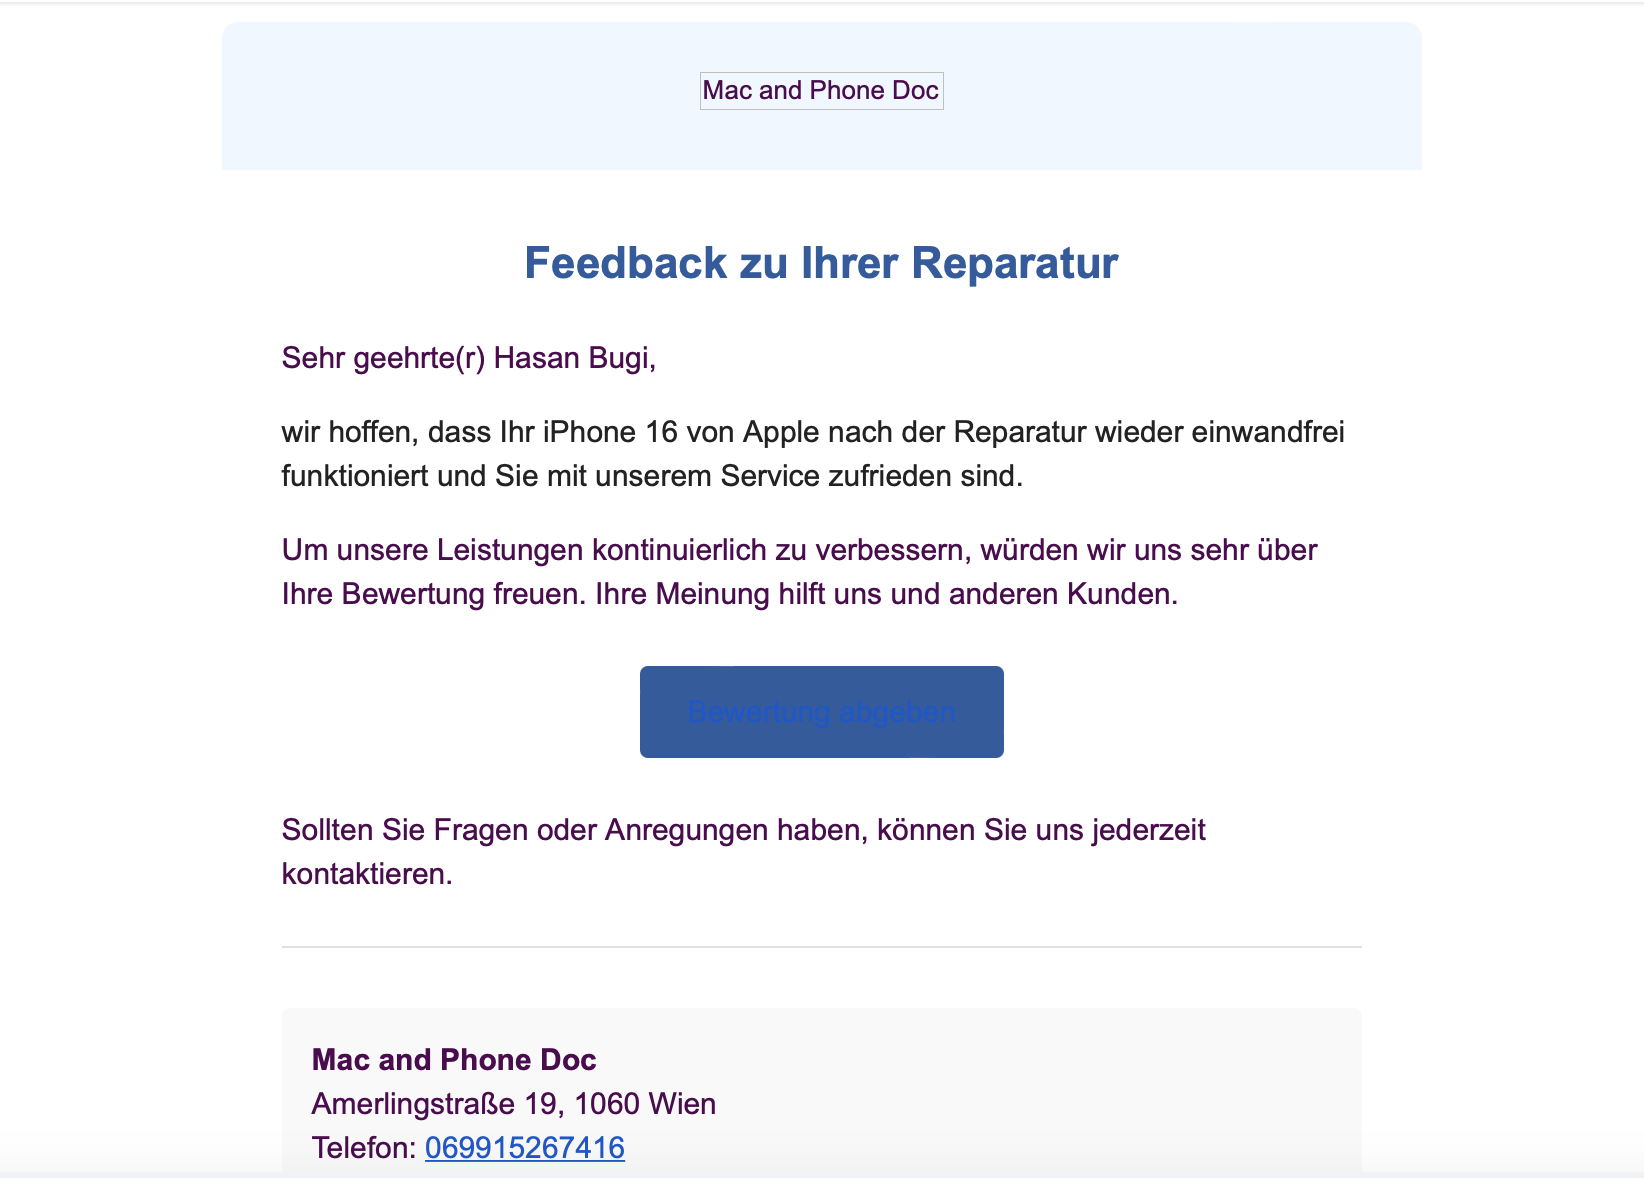 Mac and Phone Doc
Feedback zu Ihrer Reparatur
Sehr geehrte(r) Hasan Bugi,
wir hoffen, dass Ihr iPhone 16 von Apple nach der Reparatur wieder einwandfrei
funktioniert und Sie mit unserem Service zufrieden sind.
Um unsere Leistungen kontinuierlich zu verbessern, würden wir uns sehr über
Ihre Bewertung freuen. Ihre Meinung hilft uns und anderen Kunden.
Bewertung abgeben
Sollten Sie Fragen oder Anregungen haben, können Sie uns jederzeit
kontaktieren.
Mac and Phone Doc
Amerlingstraße 19, 1060 Wien
Telefon: 069915267416